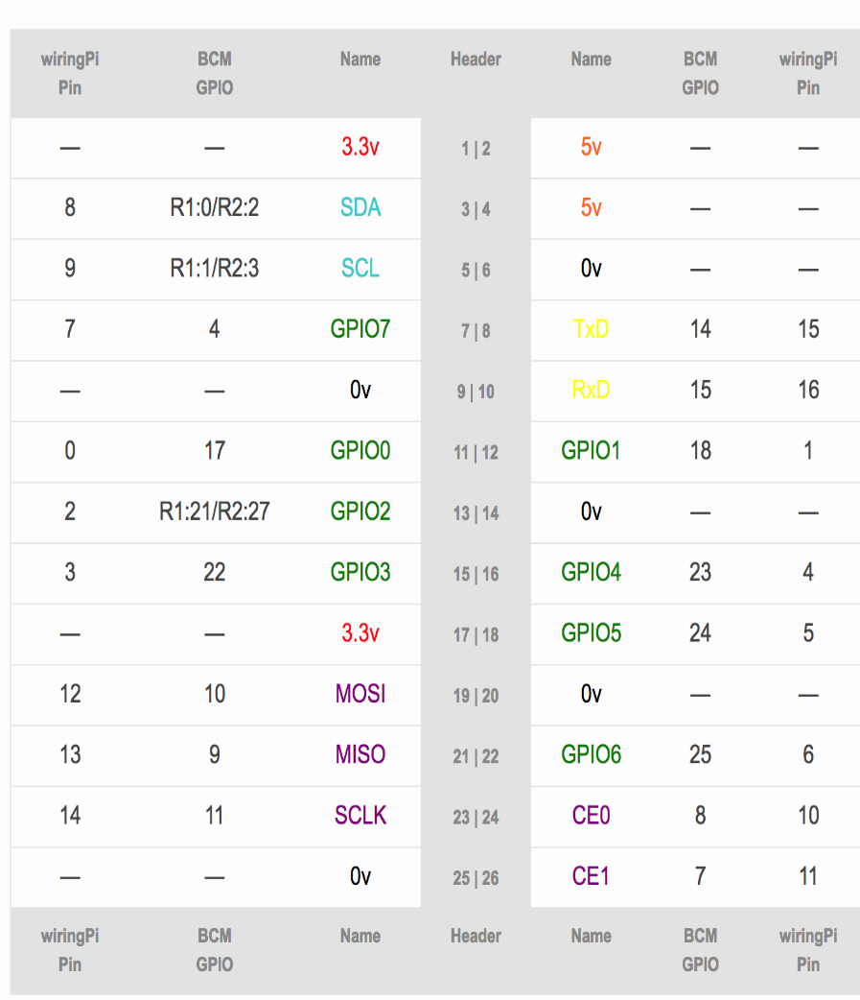 wiringPi BCM Name Header Name BCM wiringPi
Pin GPIO GPIO Pin
— — 3.3v 1 | 2 5v — —
8 R1:0/R2:2 SDA 3 | 4 5v — —
9 R1:1/R2:3 SCL 5 | 6 0v — —
7 4 GPIO7 7 | 8 TxD 14 15
— — 0v 9 | 10 RxD 15 16
0 17 GPIO0 11 | 12 GPIO1 18 1
2 R1:21/R2:27 GPIO2 13 | 14 0v — —
3 22 GPIO3 15 | 16 GPIO4 23 4
— — 3.3v 17 | 18 GPIO5 24 5
12 10 MOSI 19 | 20 0v — —
13 9 MISO 21 | 22 GPIO6 25 6
14 11 SCLK 23 | 24 CE0 8 10
— — 0v 25 | 26 CE1 7 11
wiringPi BCM Name Header Name BCM wiringPi
Pin GPIO GPIO Pin